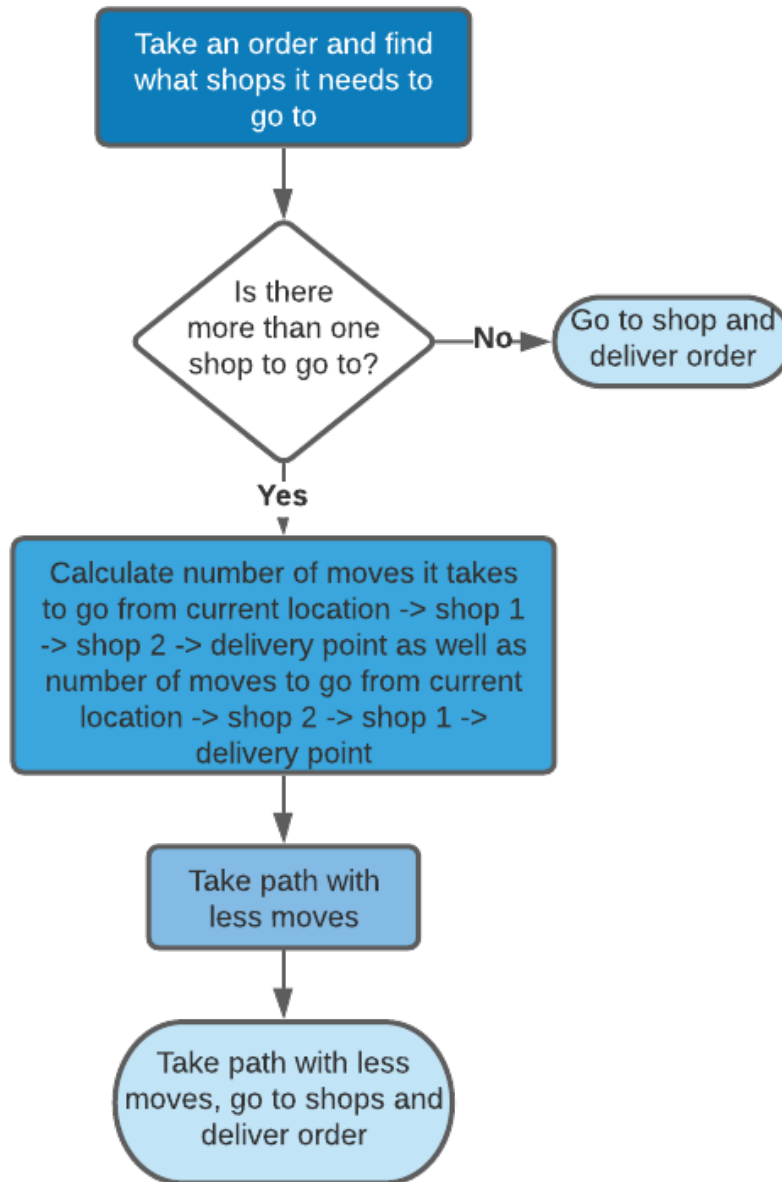 Take an order and find
what shops it needs to
go to
Is there
more than one
shop to go to?
No
Go to shop and
deliver order
Yes
Calculate number of moves it takes
to go from current location -> shop 1
-> shop 2 -> delivery point as well as
number of moves to go from current
location -> shop 2 -> shop 1 ->
delivery point
Take path with
less moves
Take path with less
moves, go to shops and
deliver order